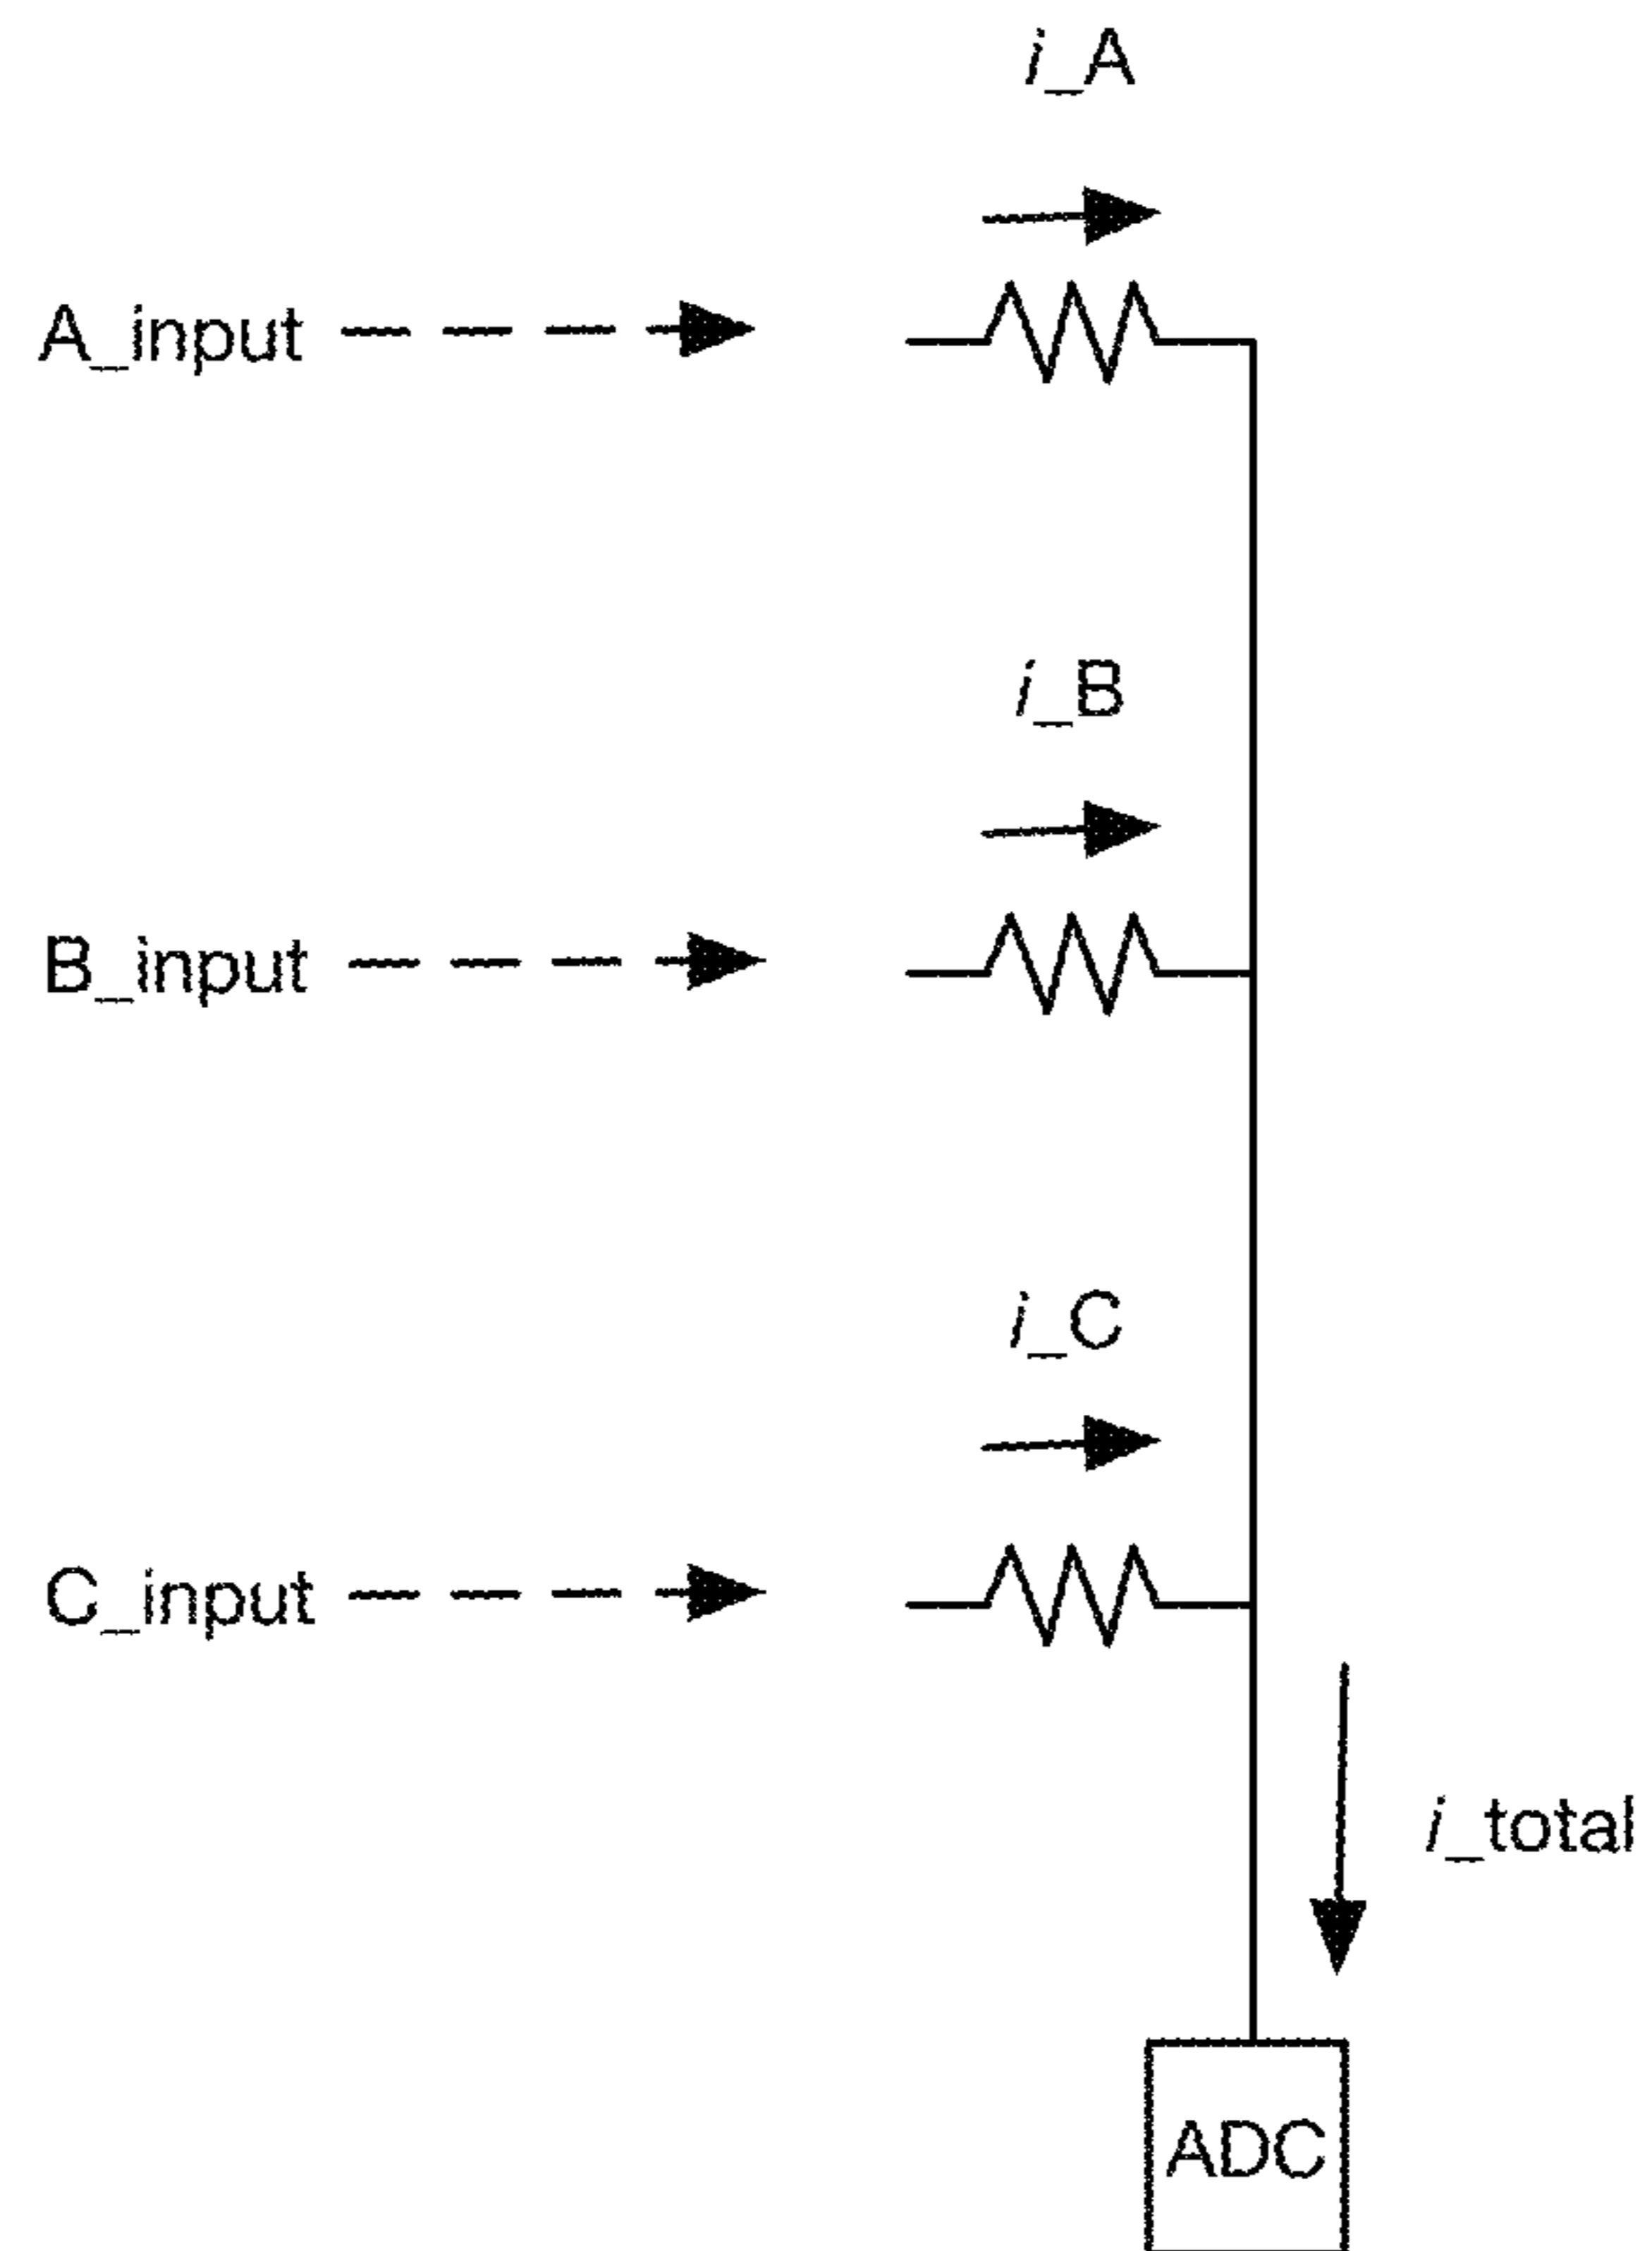 i_A
A_input
i_B
B_input
i_C
C_input
i_total
ADC